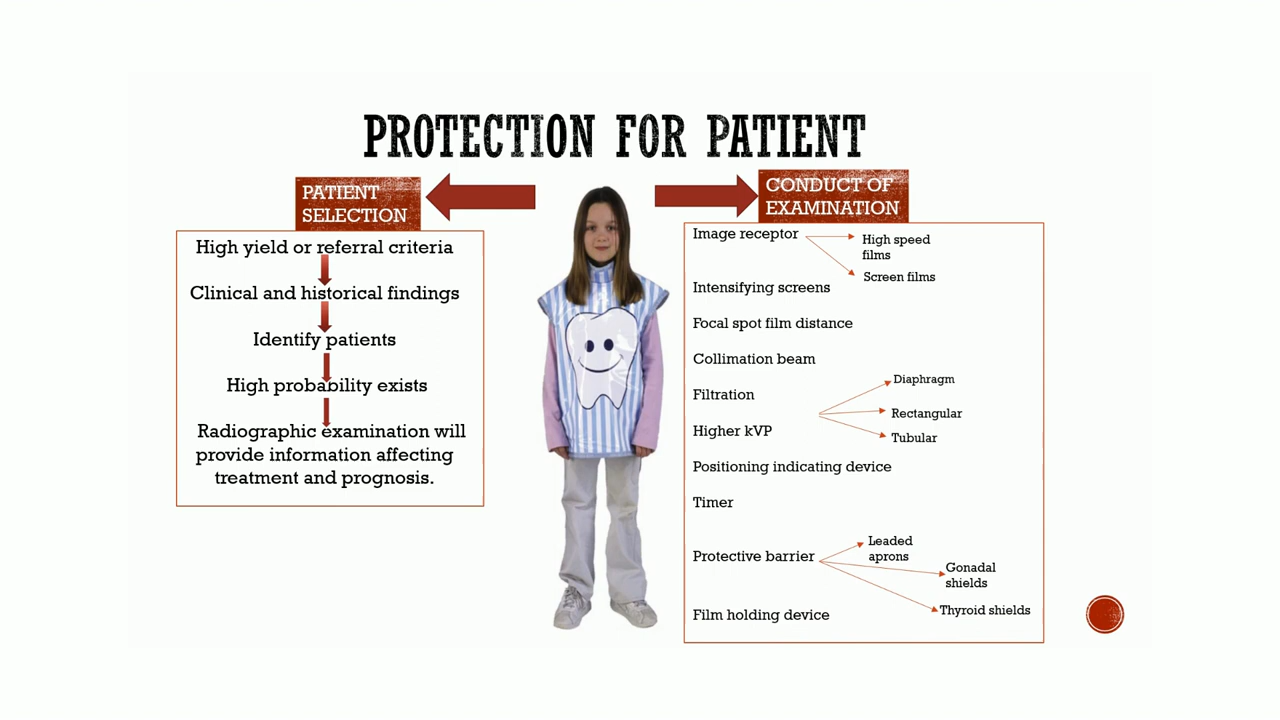 PROTECTION FOR PATIENT
PATIENT
SELECTION
High yield or referral criteria
Clinical and historical findings
Identify patients
High probability exists
Radiographic examination will
provide information affecting
treatment and prognosis.
CONDUCT OF
EXAMINATION
Image receptor
High speed
films
Screen films
Intensifying screens
Focal spot film distance
Collimation beam
Filtration
Diaphragm
Rectangular
Tubular
Higher kVP
Positioning indicating device
Timer
Protective barrier
Leaded
aprons
Gonadal
shields
Thyroid shields
Film holding device